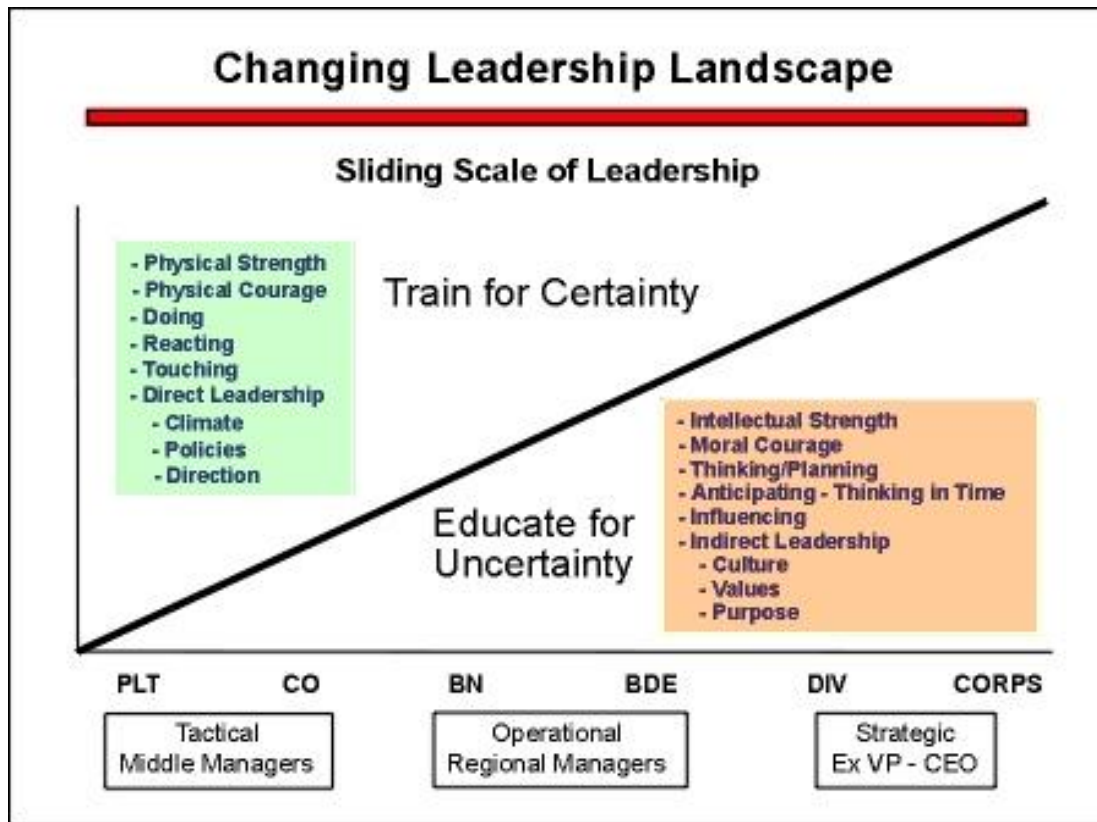 Changing Leadership Landscape
Sliding Scale of Leadership
- Physical Strength
- Physical Courage
- Doing
- Reacting
- Touching
- Direct Leadership
- Climate
- Policies
- Direction
Train for Certainty
Educate for
Uncertainty
- Intellectual Strength
- Moral Courage
- Thinking/Planning
- Anticipating - Thinking in Time
- Influencing
- Indirect Leadership
- Culture
- Values
- Purpose
PLT CO BN BDE DIV CORPS
Tactical
Middle Managers
Operational
Regional Managers
Strategic
Ex VP - CEO